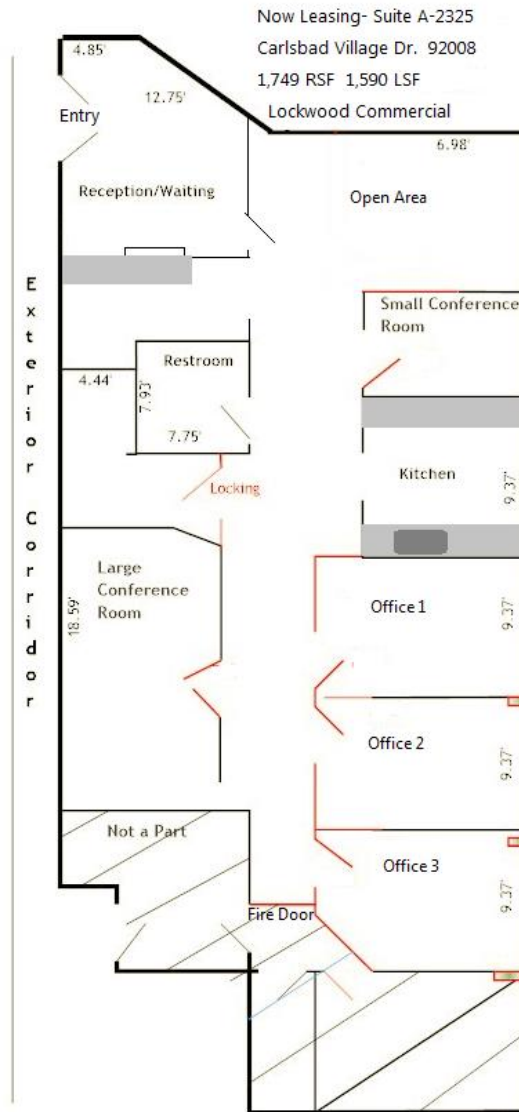 Now Leasing- Suite A-2325
Carlsbad Village Dr. 92008
1,749 RSF 1,590 LSF
Lockwood Commercial
4.85'
12.75'
Entry
6.98'
Reception/Waiting
Open Area
Exterior Corridor
Small Conference
Room
Restroom
4.44'
7.93'
7.75'
Kitchen
9.37'
Locking
Large
Conference
Room
18.59'
Office 1
9.37'
Office 2
9.37'
Not a Part
Office 3
9.37'
Fire Door